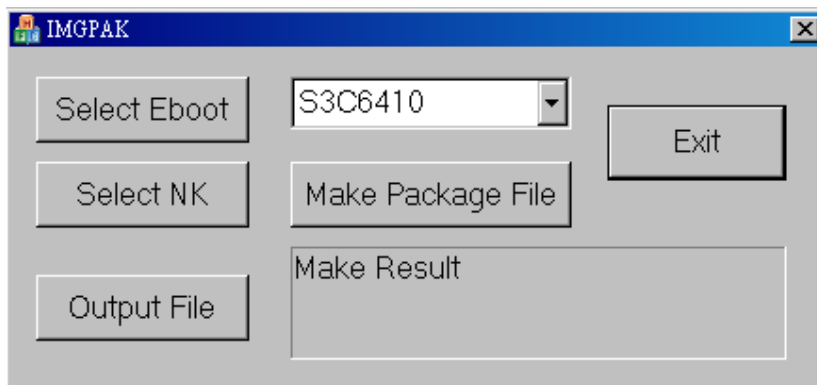 IMGPAK
Select Eboot
S3C6410
Exit
Select NK
Make Package File
Make Result
Output File